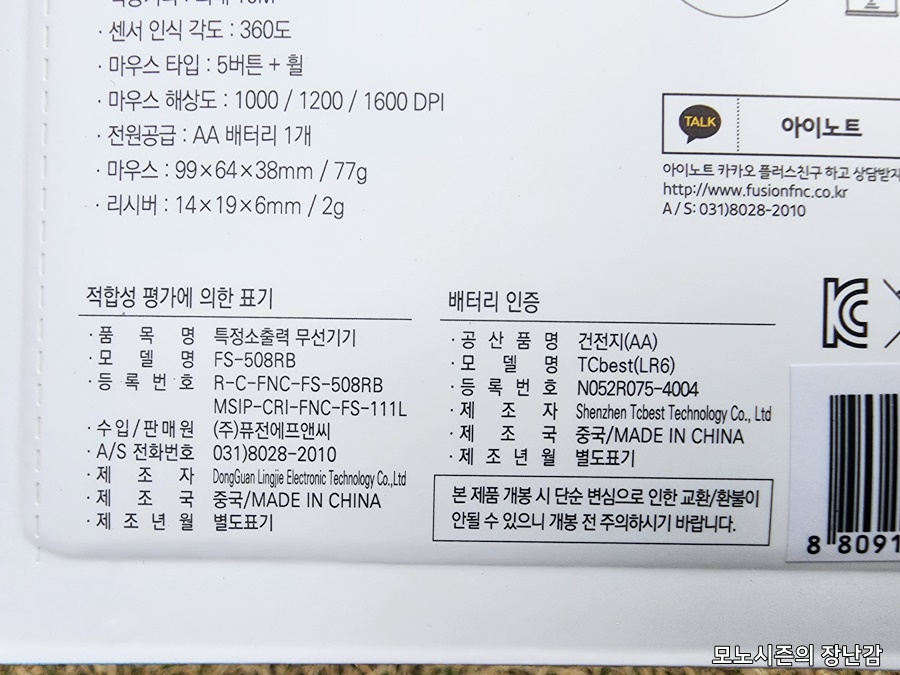 · 센서 인식 각도 : 360도
· 마우스 타입 : 5버튼 + 휠
· 마우스 해상도 : 1000 / 1200 / 1600 DPI
· 전원공급 : AA 배터리 1개
· 마우스 : 99×64×38mm / 77g
· 리시버 : 14×19×6mm / 2g
TALK 아이노트
아이노트 카카오 플러스친구 하고 상담받자
http://www.fusionfnc.co.kr
A / S : 031)8028-2010
적합성 평가에 의한 표기
· 품 목 명 특정소출력 무선기기
· 모 델 명 FS-508RB
· 등 록 번 호 R-C-FNC-FS-508RB
MSIP-CRI-FNC-FS-111L
· 수입/판매원 (주)퓨전에프앤씨
· A/S 전화번호 031)8028-2010
· 제 조 자 DongGuan Lingjie Electronic Technology Co.,Ltd
· 제 조 국 중국/MADE IN CHINA
· 제 조 년 월 별도표기
배터리 인증
· 공 산 품 명 건전지(AA)
· 모 델 명 TCbest(LR6)
· 등 록 번 호 N052R075-4004
· 제 조 자 Shenzhen Tcbest Technology Co., Ltd
· 제 조 국 중국/MADE IN CHINA
· 제 조 년 월 별도표기
본 제품 개봉 시 단순 변심으로 인한 교환/환불이
안될 수 있으니 개봉 전 주의하시기 바랍니다.
8 8091
모노시즌의 장난감